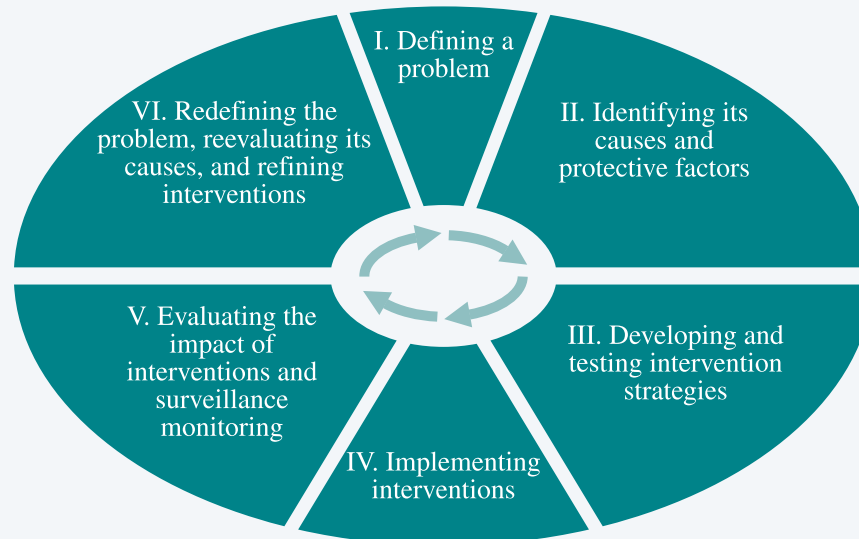 I. Defining a
problem
II. Identifying its
causes and
protective factors
III. Developing and
testing intervention
strategies
IV. Implementing
interventions
V. Evaluating the
impact of
interventions and
surveillance
monitoring
VI. Redefining the
problem, reevaluating its
causes, and refining
interventions